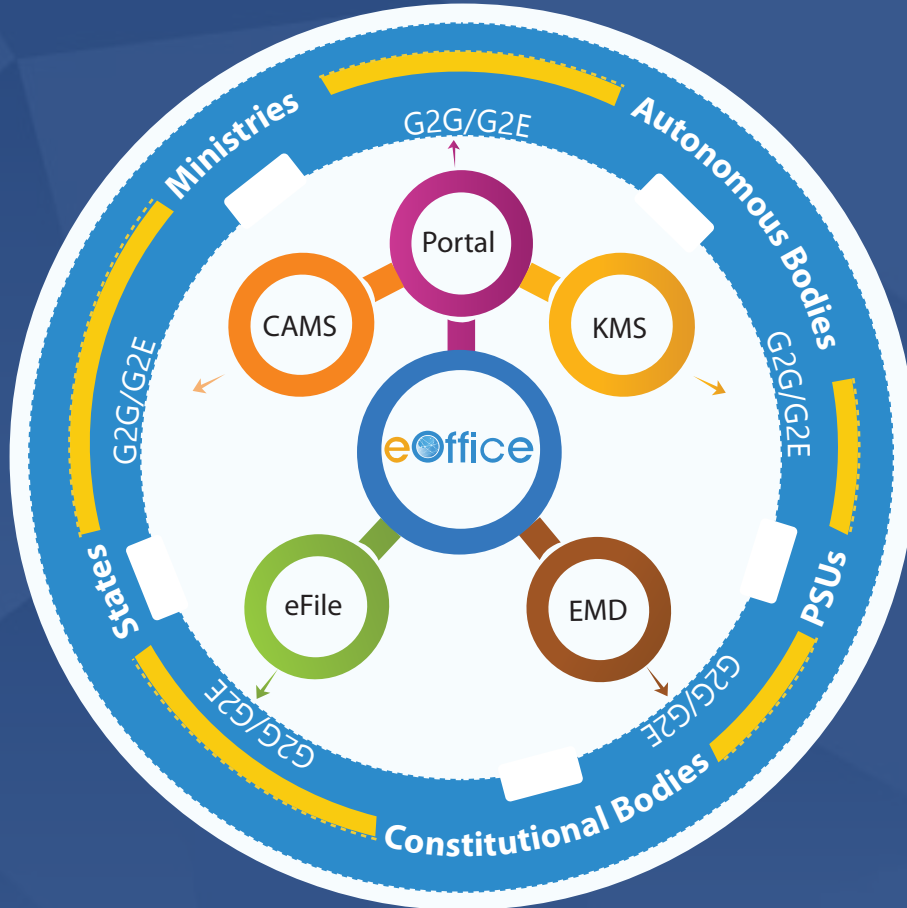 Ministries
Autonomous Bodies
G2G/G2E
Portal
CAMS
KMS
G2G/G2E
G2G/G2E
eOffice
eFile
EMD
States
PSUs
G2G/G2E
G2G/G2E
Constitutional Bodies